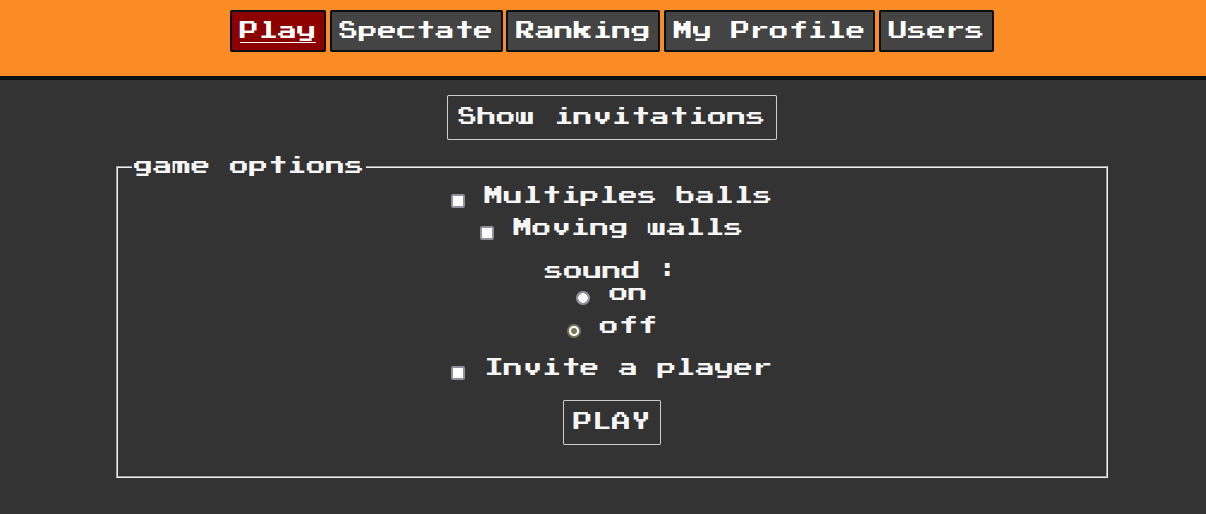 Play Spectate Ranking My Profile Users
Show invitations
game options
Multiples balls
Moving walls
sound :
on
off
Invite a player
PLAY